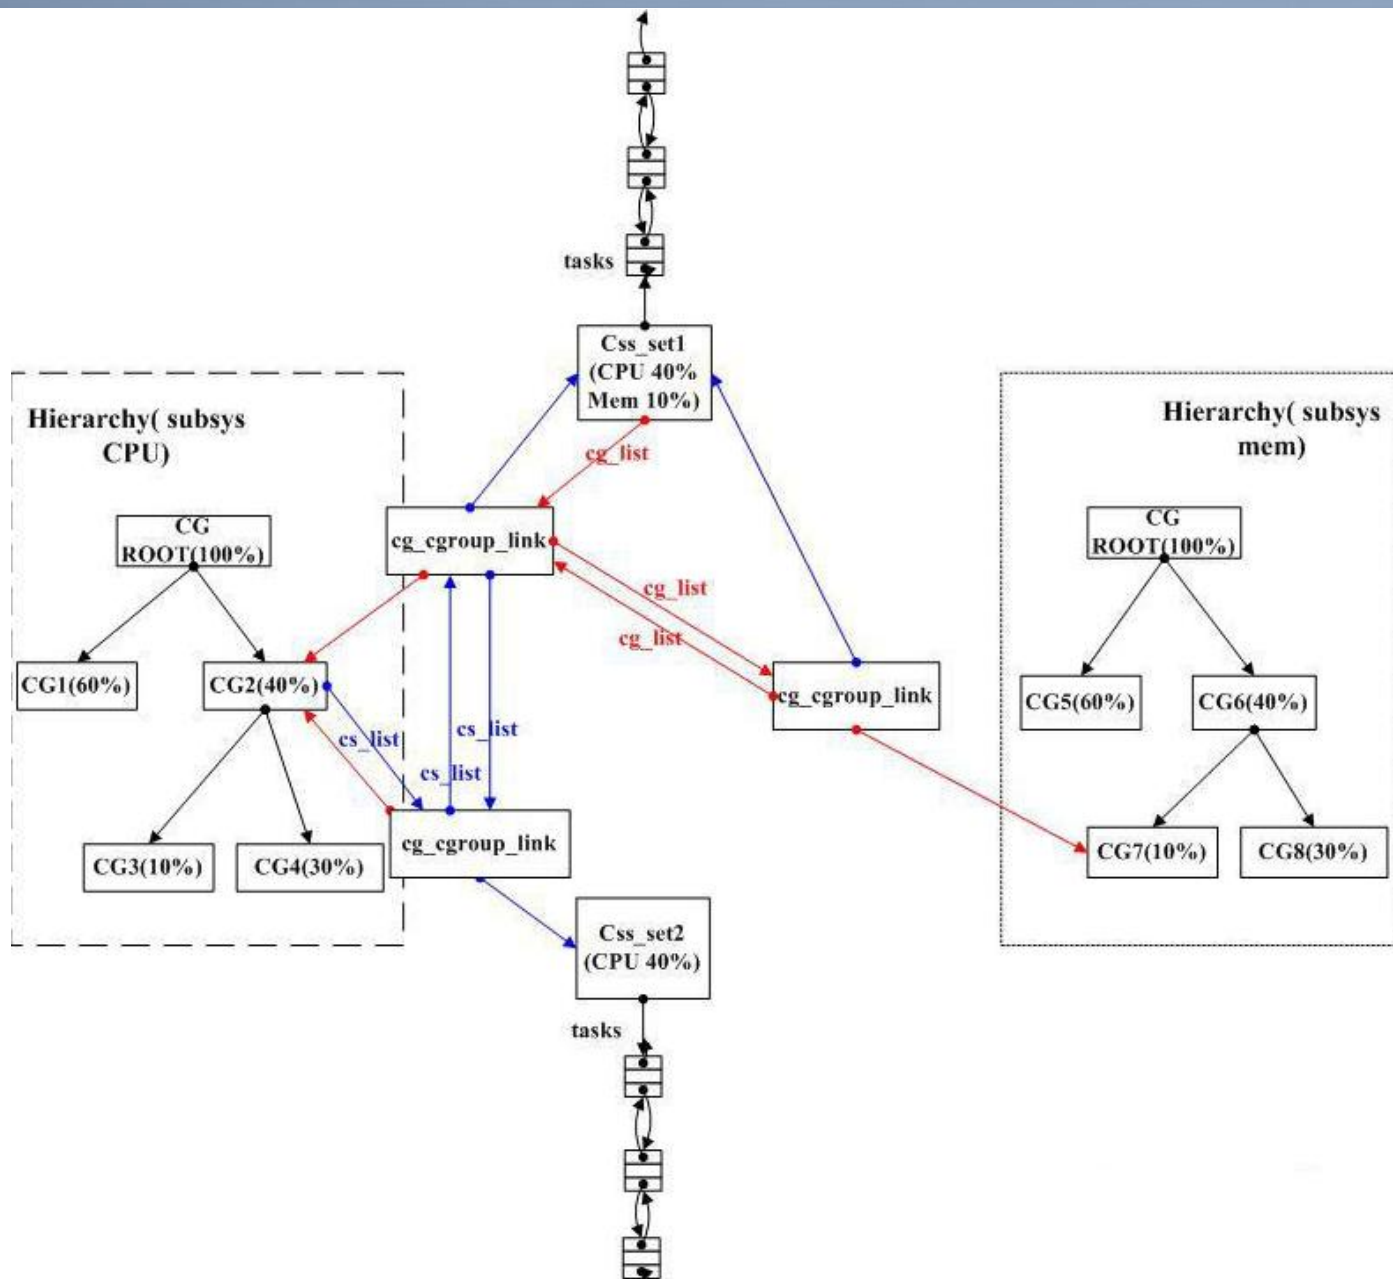 tasks
Css_set1
(CPU 40%
Mem 10%)
Hierarchy( subsys
CPU)
Hierarchy( subsys
mem)
cg_list
CG
ROOT(100%)
cg_cgroup_link
CG
ROOT(100%)
cg_list
cg_list
CG1(60%)
CG2(40%)
cg_cgroup_link
CG5(60%)
CG6(40%)
cs_list
cs_list
cs_list
cg_cgroup_link
CG3(10%)
CG4(30%)
CG7(10%)
CG8(30%)
Css_set2
(CPU 40%)
tasks